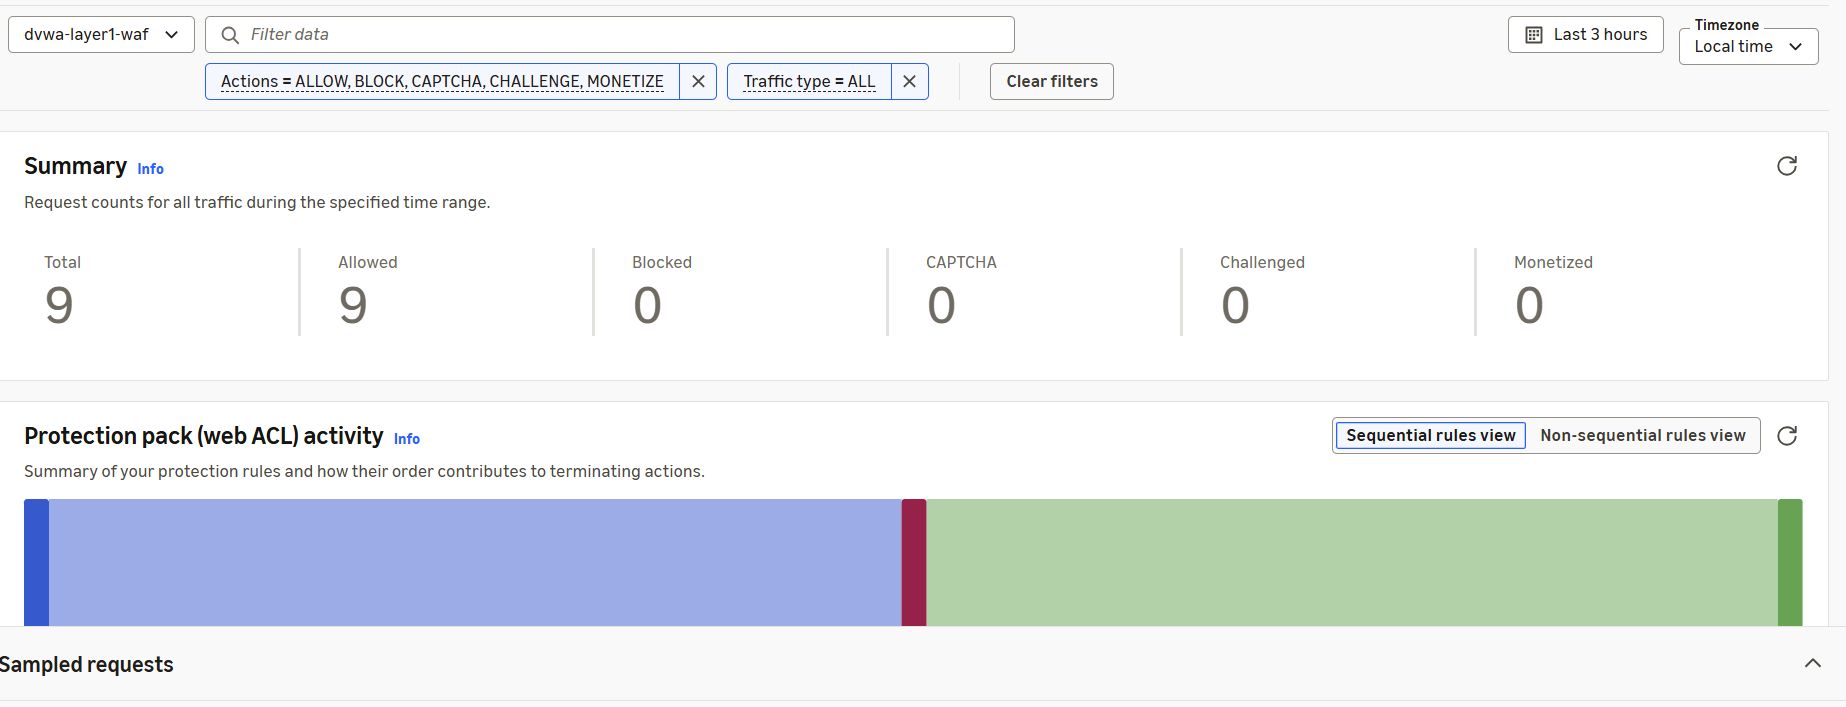 dvwa-layer1-waf
Filter data
Last 3 hours
Timezone
Local time
Actions = ALLOW, BLOCK, CAPTCHA, CHALLENGE, MONETIZE
Traffic type = ALL
Clear filters
Summary Info
Request counts for all traffic during the specified time range.
Total
9
Allowed
9
Blocked
0
CAPTCHA
0
Challenged
0
Monetized
0
Protection pack (web ACL) activity Info
Sequential rules view
Non-sequential rules view
Summary of your protection rules and how their order contributes to terminating actions.
Sampled requests